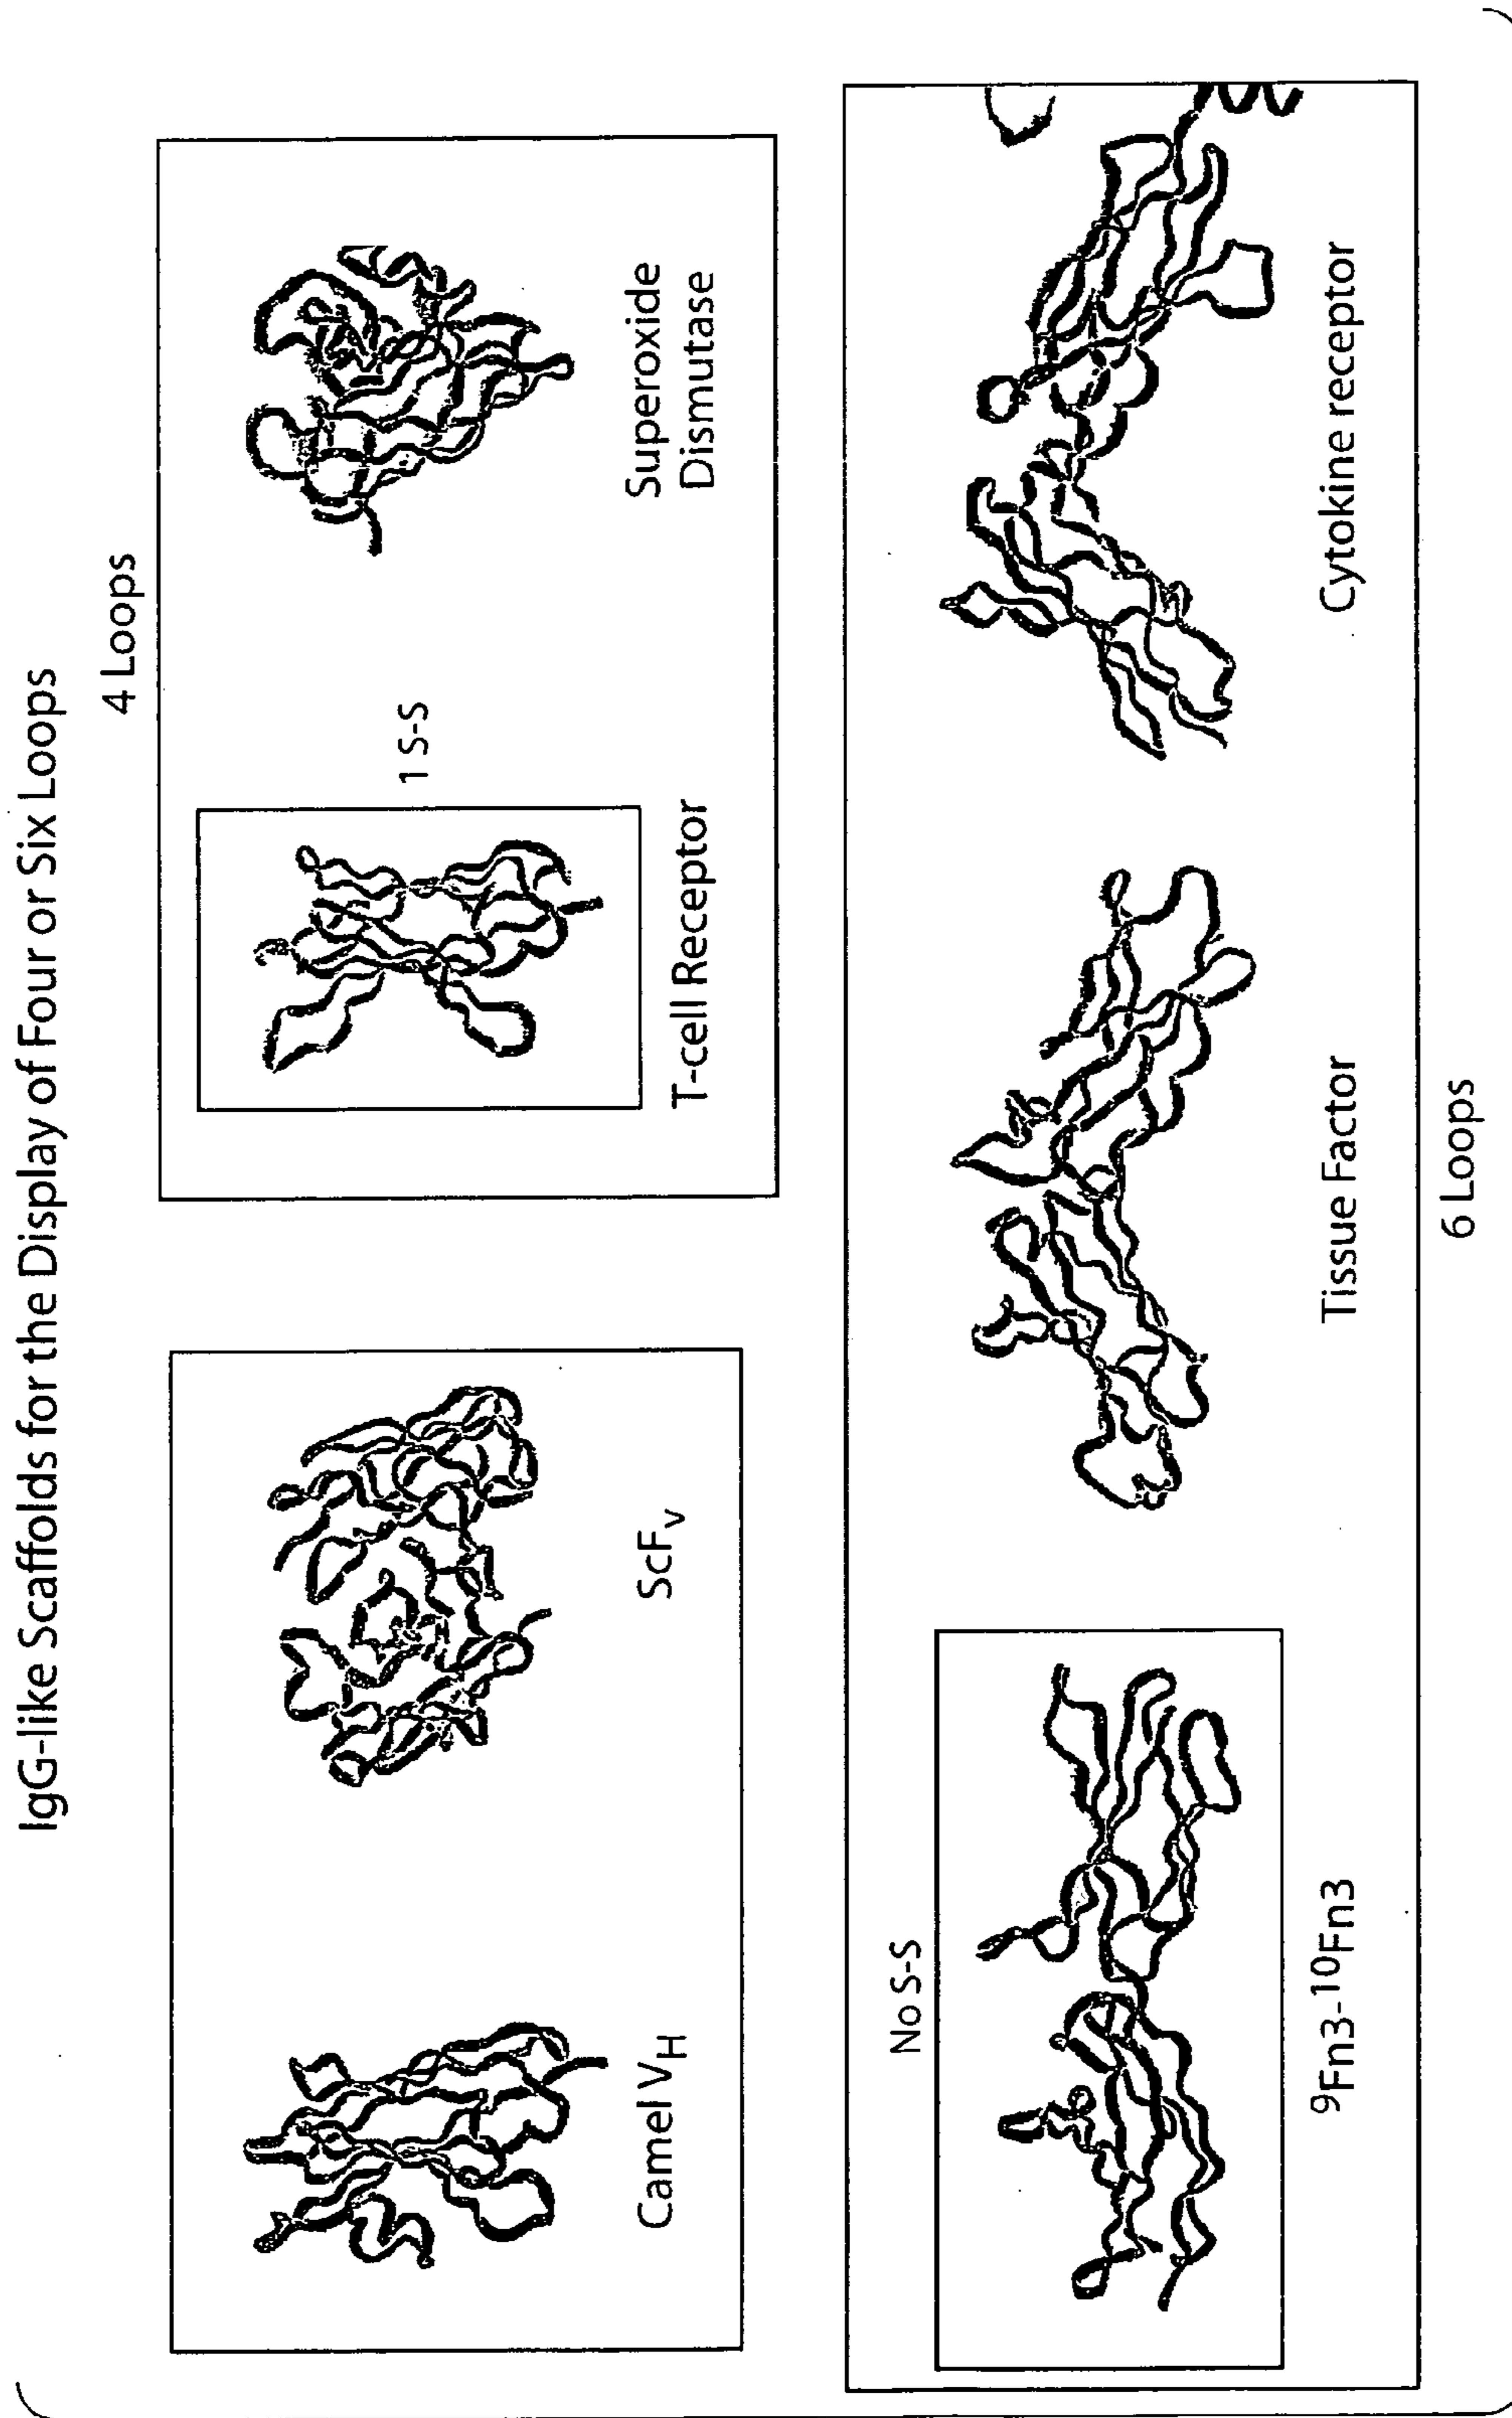 IgG-like Scaffolds for the Display of Four or Six Loops
4 Loops
Camel VH
ScFv
T-cell Receptor
1 S-S
Superoxide
Dismutase
No S-S
9Fn3-10Fn3
Tissue Factor
Cytokine receptor
6 Loops